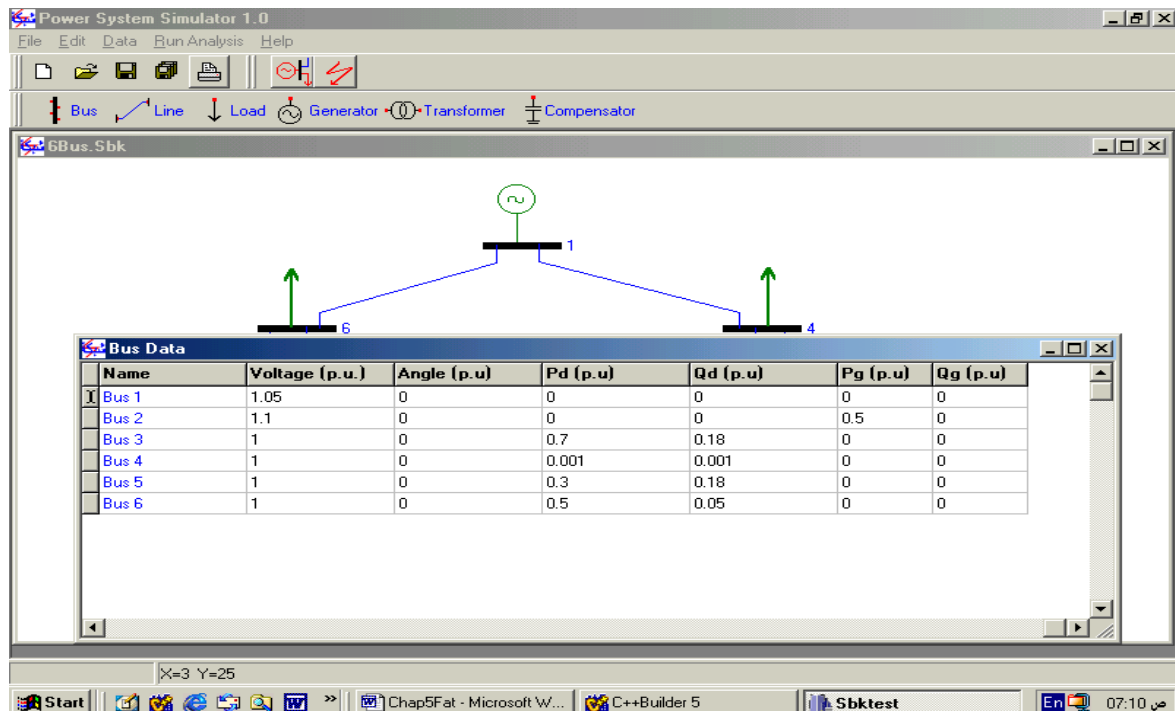 Power System Simulator 1.0
File Edit Data Run Analysis Help
Bus Line Load Generator Transformer Compensator
6Bus.Sbk
1
6 4
Bus Data
Name Voltage (p.u.) Angle (p.u) Pd (p.u) Qd (p.u) Pg (p.u) Qg (p.u)
Bus 1 1.05 0 0 0 0 0
Bus 2 1.1 0 0 0 0.5 0
Bus 3 1 0 0.7 0.18 0 0
Bus 4 1 0 0.001 0.001 0 0
Bus 5 1 0 0.3 0.18 0 0
Bus 6 1 0 0.5 0.05 0 0
X=3 Y=25
Start » Chap5Fat - Microsoft W... C++Builder 5 Sbktest En 07:10 ص